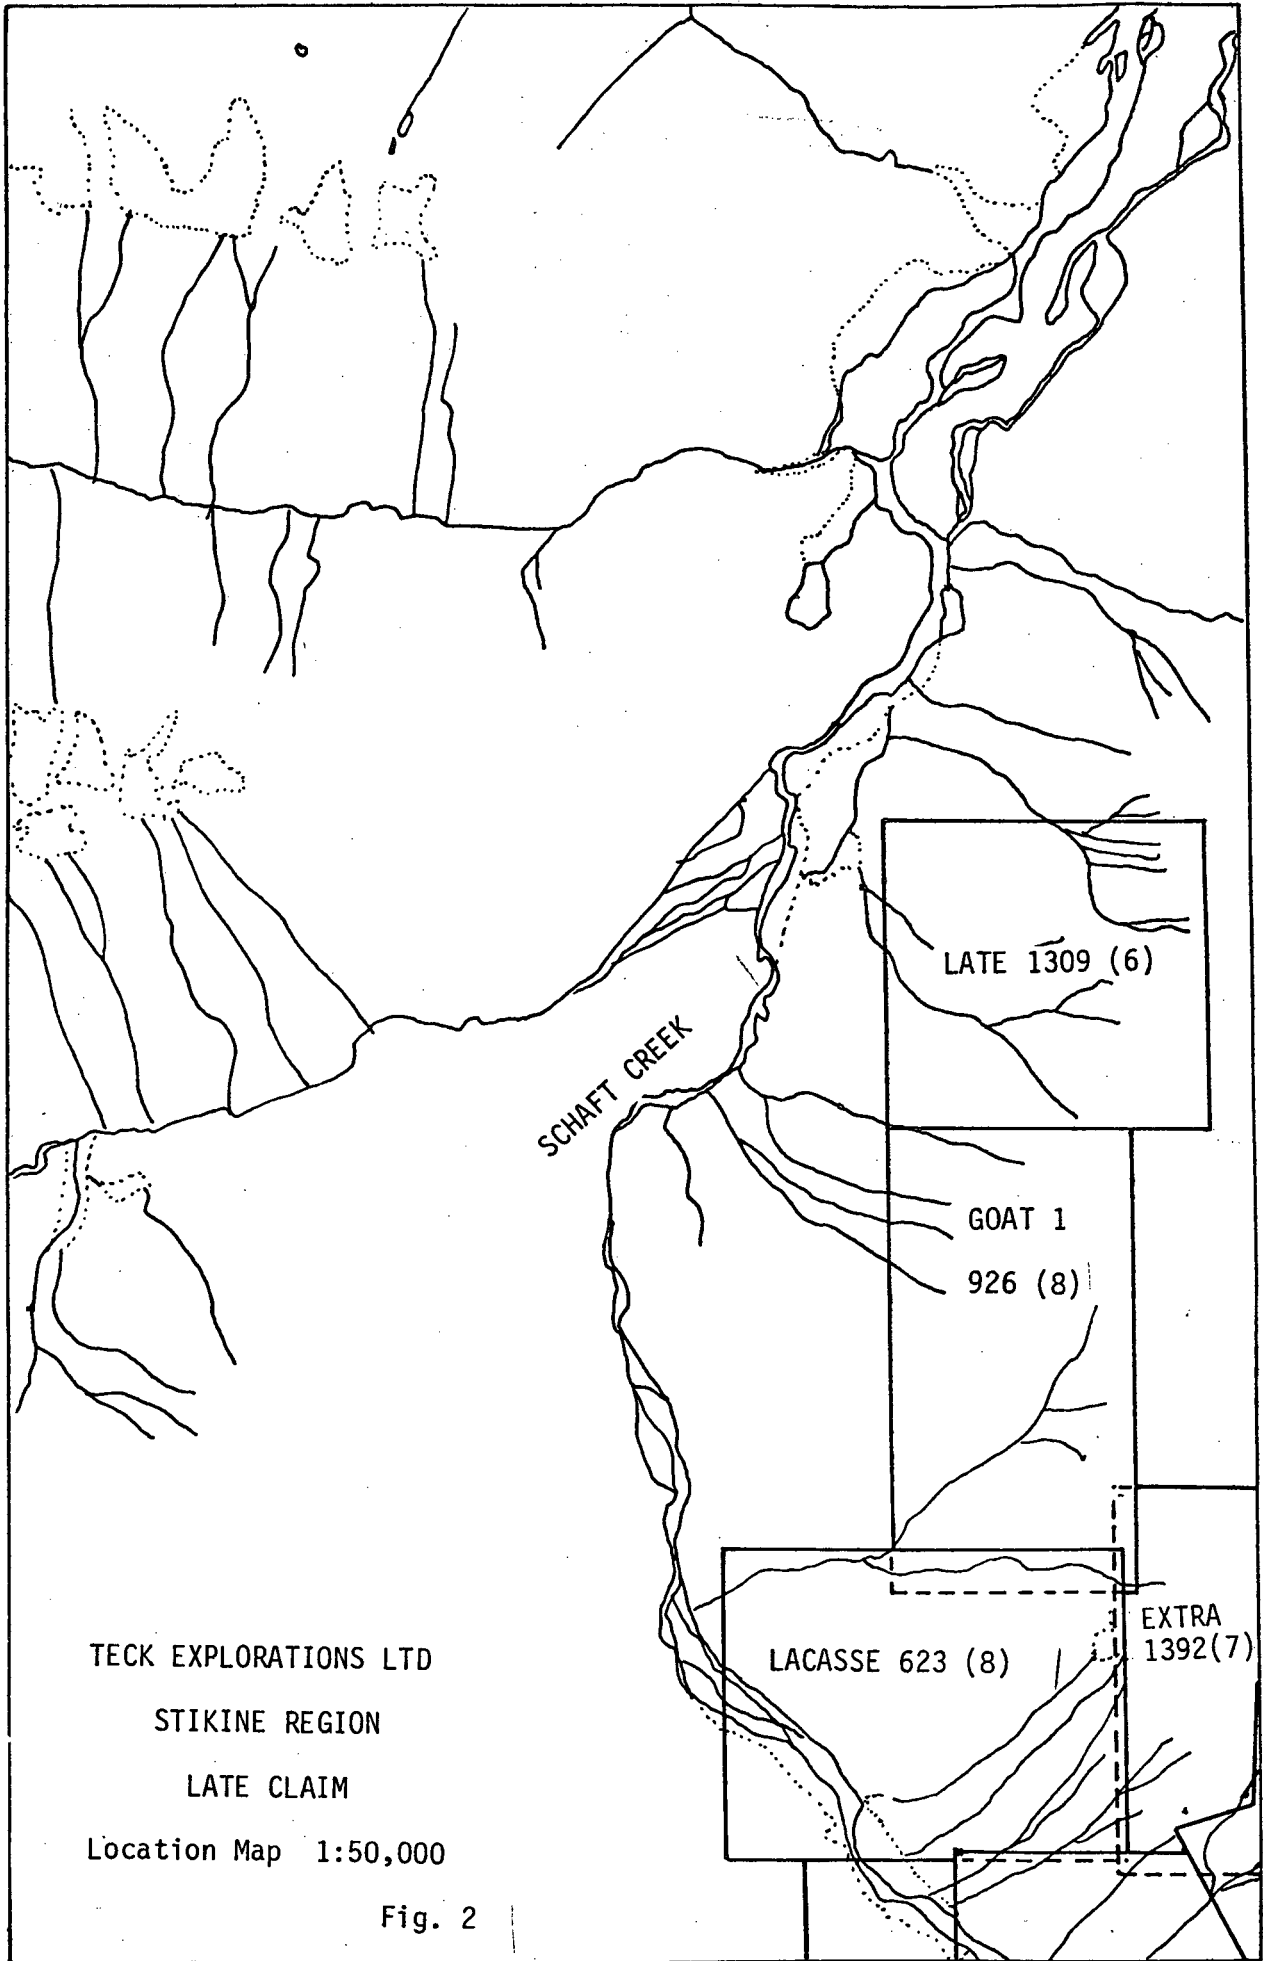 LATE 1309 (6)
SCHAFT CREEK
GOAT 1
926 (8)
EXTRA
1392(7)
LACASSE 623 (8)
TECK EXPLORATIONS LTD
STIKINE REGION
LATE CLAIM
Location Map 1:50,000
Fig. 2